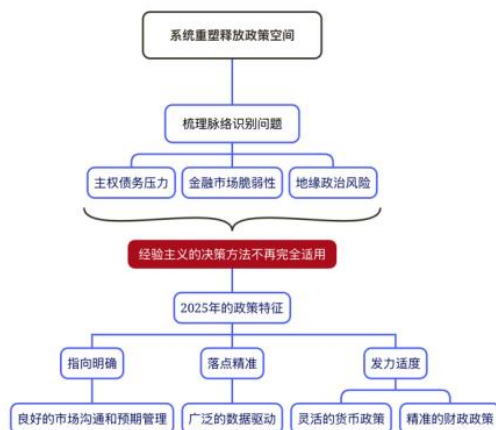 系统重塑释放政策空间
梳理脉络识别问题
主权债务压力
金融市场脆弱性
地缘政治风险
经验主义的决策方法不再完全适用
2025年的政策特征
指向明确
落点精准
发力适度
良好的市场沟通和预期管理
广泛的数据驱动
灵活的货币政策
精准的财政政策